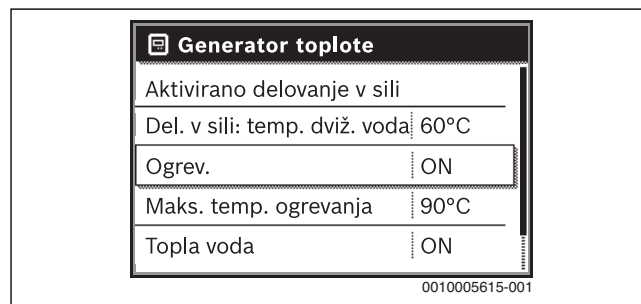 Generator toplote
Aktivirano delovanje v sili
Del. v sili: temp. dviž. voda 60°C
Ogrev. ON
Maks. temp. ogrevanja 90°C
Topla voda ON
0010005615-001